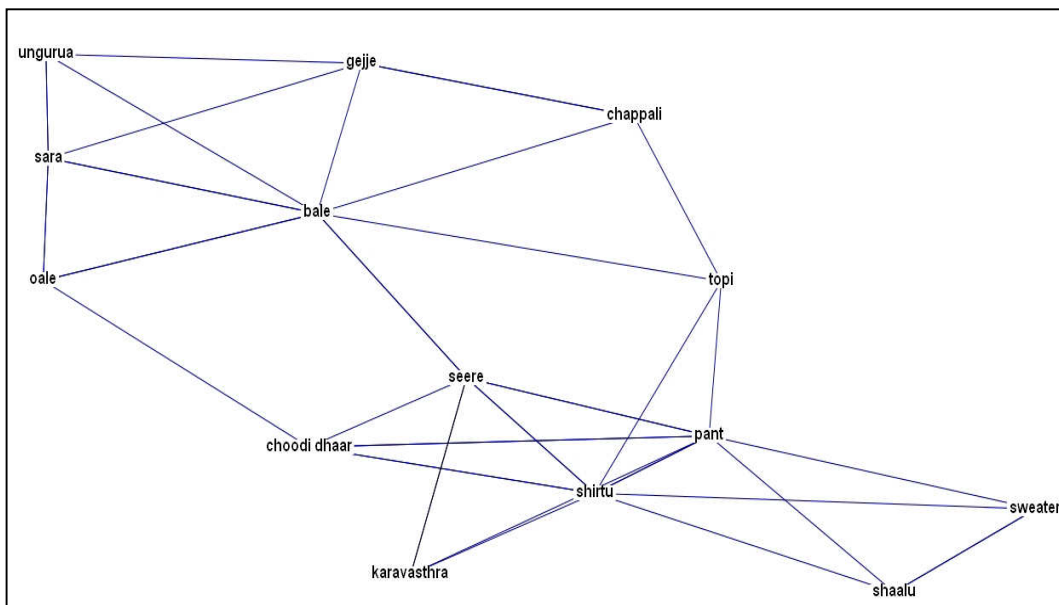 ungurua
gejje
chappali
sara
bale
oale
topi
seere
choodi dhaar
pant
shirtu
sweater
karavasthra
shaalu